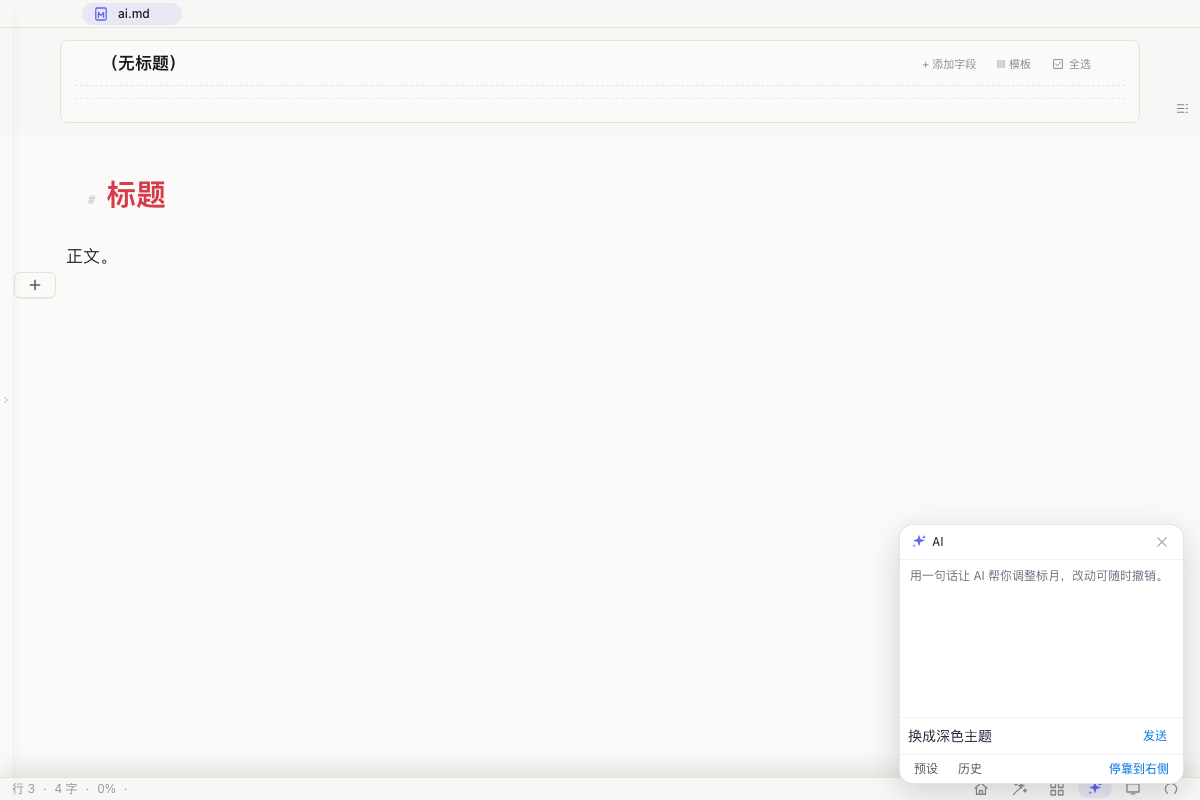 ai.md
（无标题）
+ 添加字段 模板 全选
# 标题
正文。
AI
用一句话让 AI 帮你调整标月，改动可随时撤销。
换成深色主题 发送
预设 历史 停靠到右侧
行 3 · 4 字 · 0% ·